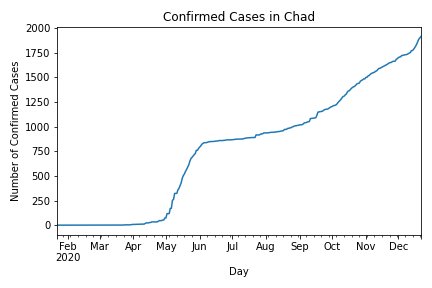 Confirmed Cases in Chad
Number of Confirmed Cases
2000
1750
1500
1250
1000
750
500
250
0
Feb Mar Apr May Jun Jul Aug Sep Oct Nov Dec
2020
Day